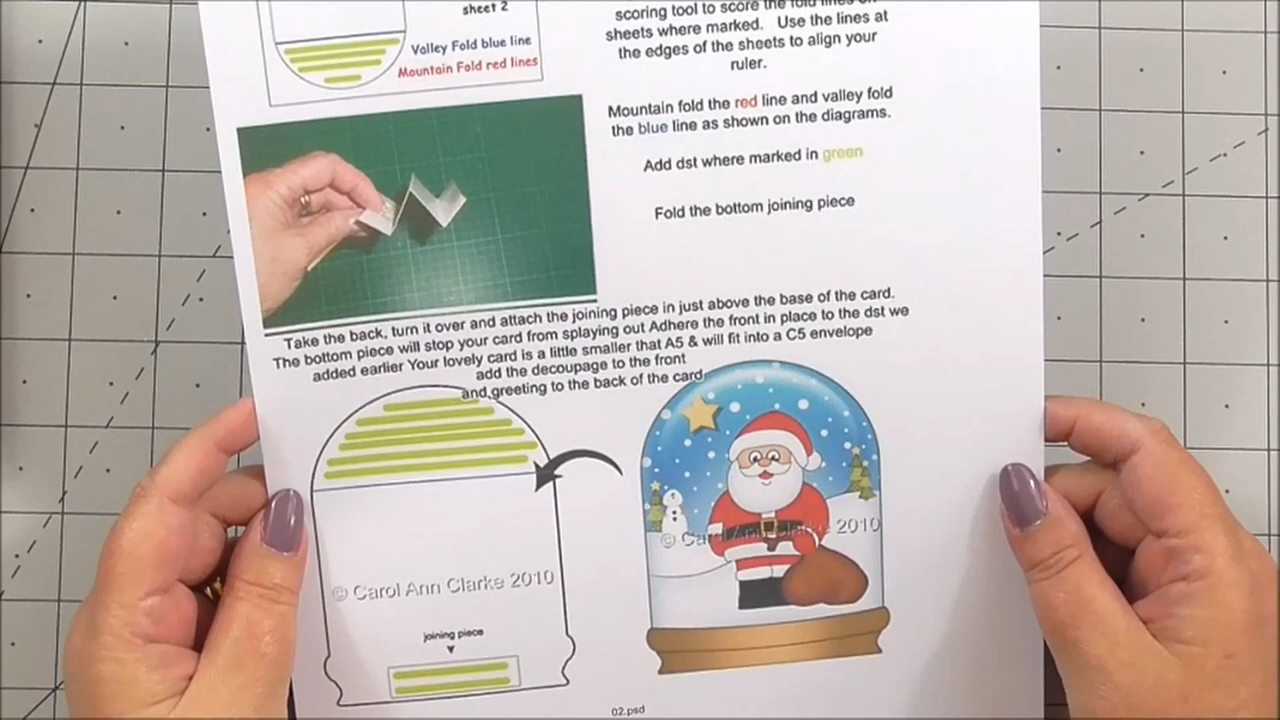 sheet 2
Valley Fold blue line
Mountain Fold red lines
scoring tool to score the fold lines on
sheets where marked. Use the lines at
the edges of the sheets to align your
ruler.
Mountain fold the red line and valley fold
the blue line as shown on the diagrams.
Add dst where marked in green
Fold the bottom joining piece
Take the back, turn it over and attach the joining piece in just above the base of the card.
The bottom piece will stop your card from splaying out Adhere the front in place to the dst we
added earlier Your lovely card is a little smaller that A5 & will fit into a C5 envelope
add the decoupage to the front
and greeting to the back of the card
© Carol Ann Clarke 2010
© Carol Ann Clarke 2010
joining piece
02.psd